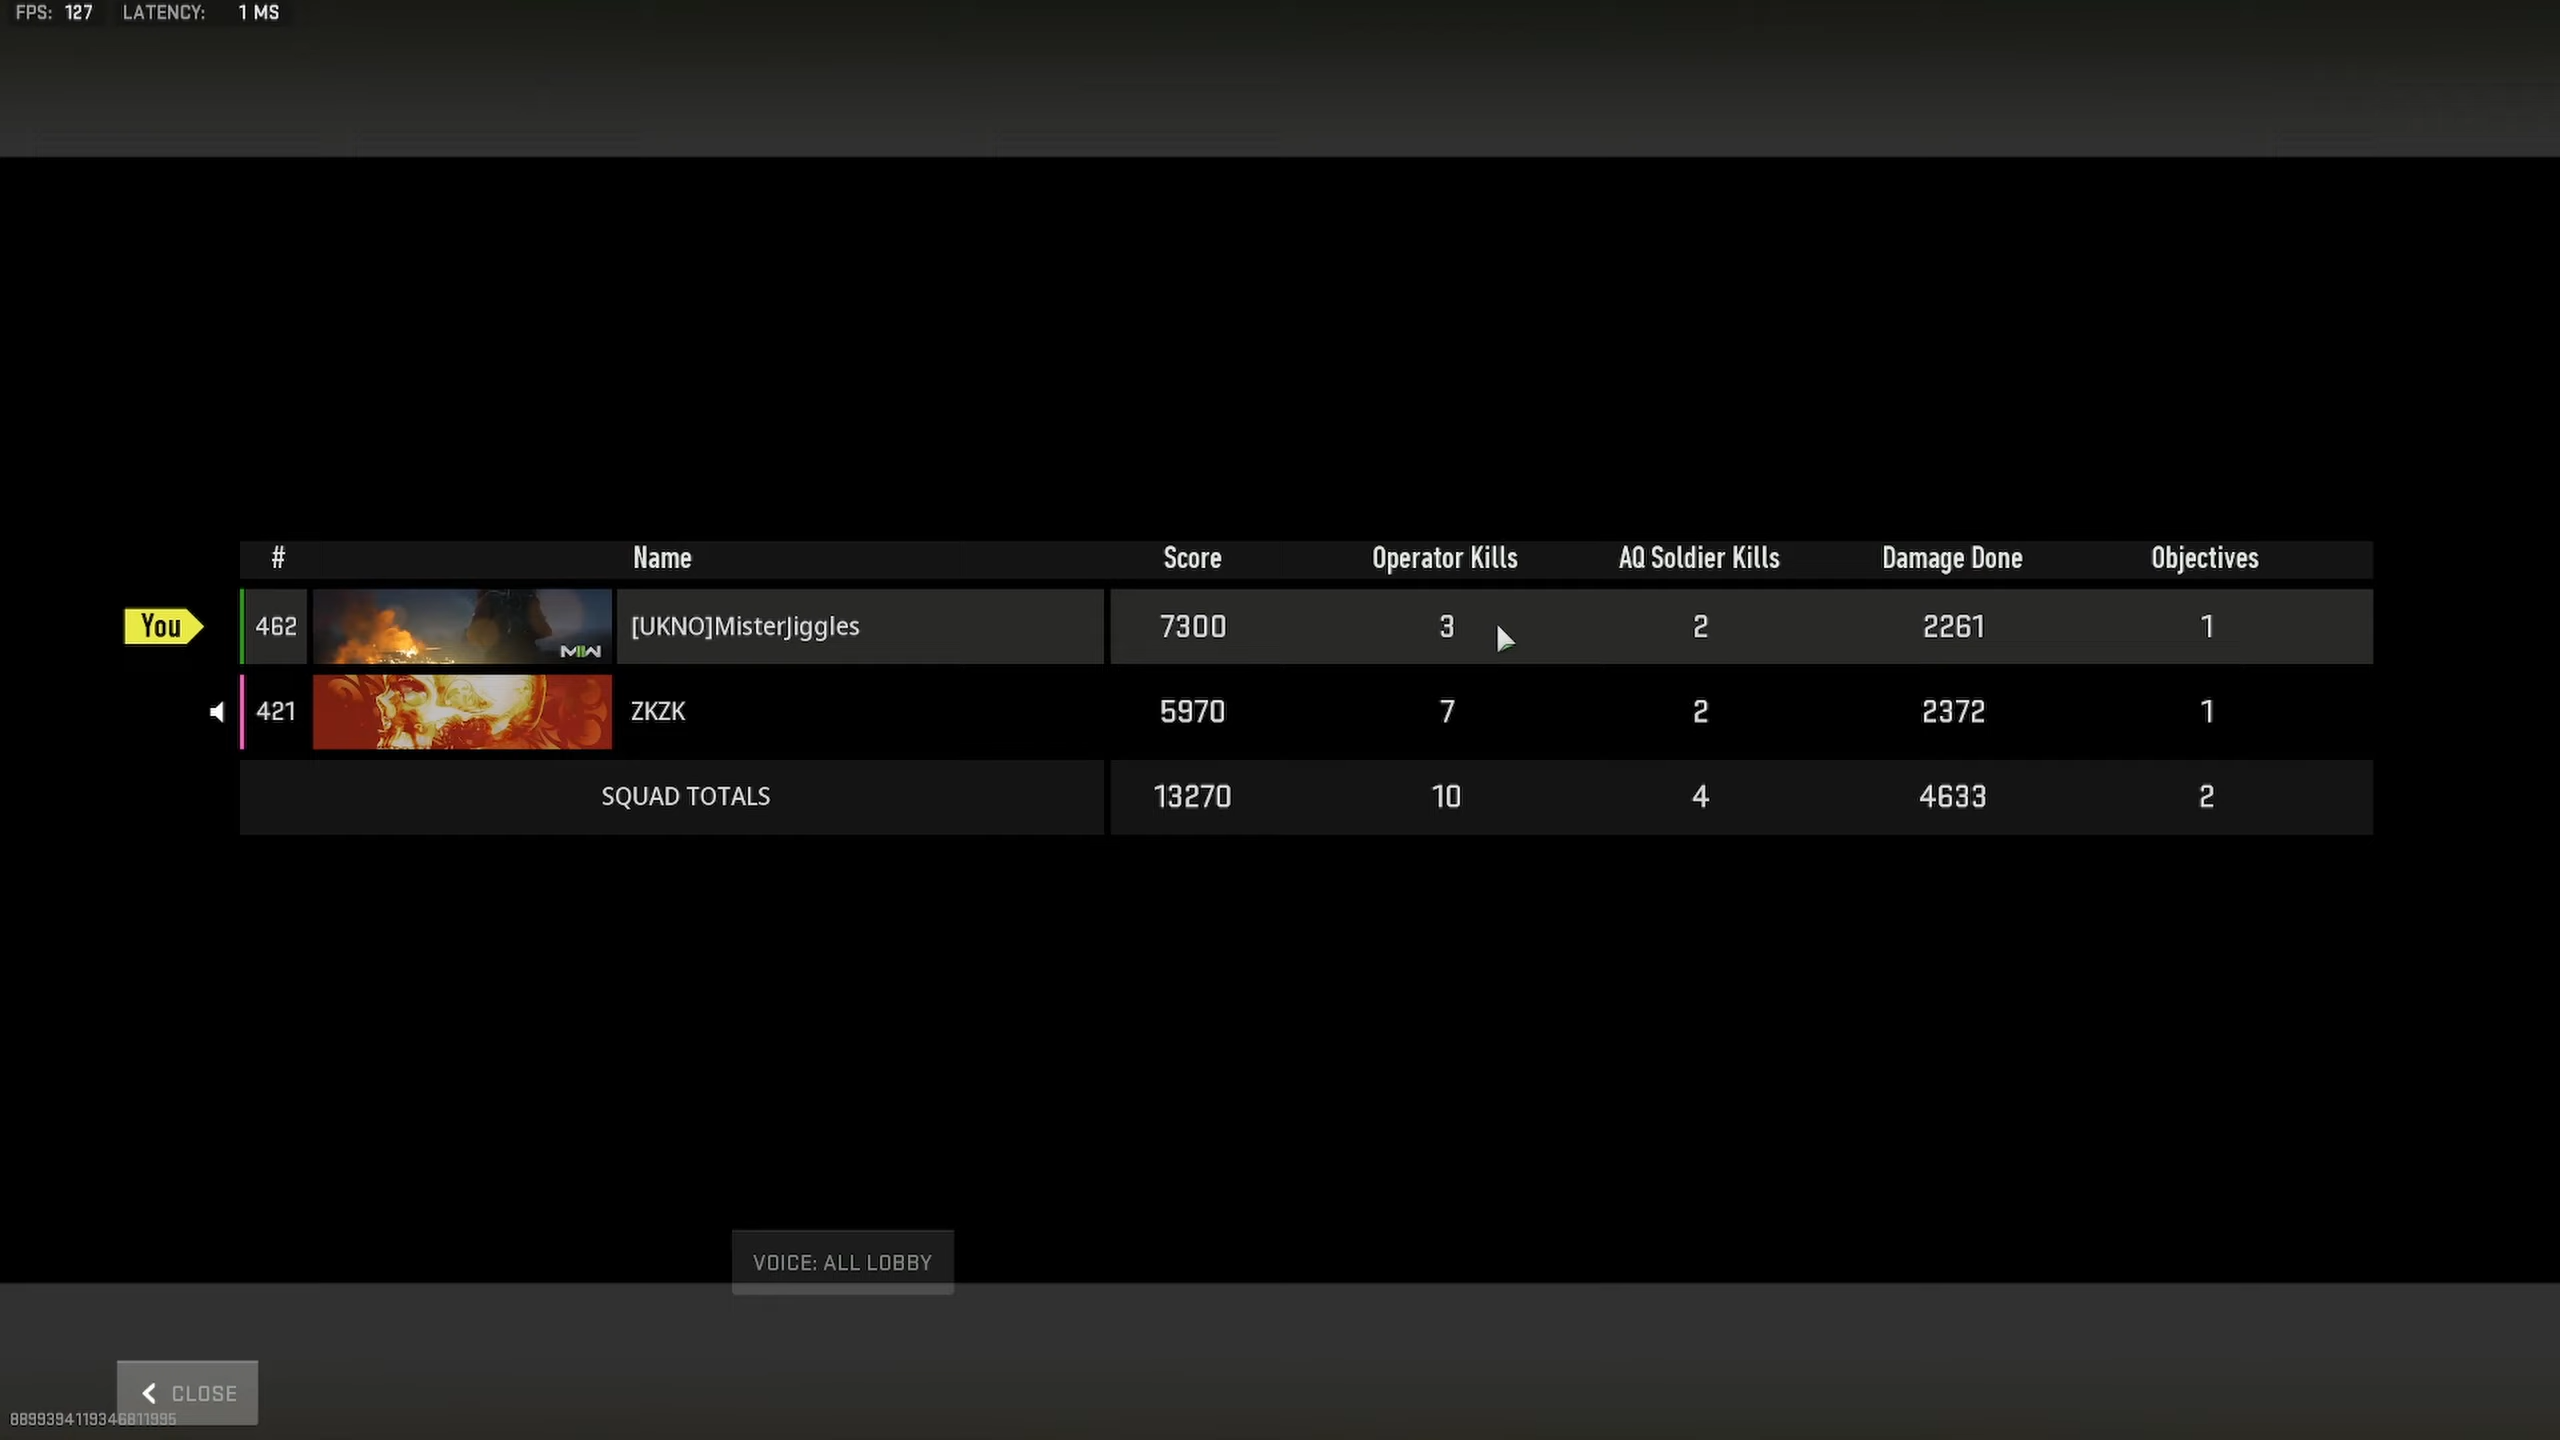 FPS: 127 LATENCY: 1 MS
# Name Score Operator Kills AQ Soldier Kills Damage Done Objectives
You 462 MW [UKNO]MisterJiggles 7300 3 2 2261 1
421 ZKZK 5970 7 2 2372 1
SQUAD TOTALS 13270 10 4 4633 2
VOICE: ALL LOBBY
CLOSE
8899394119346811995